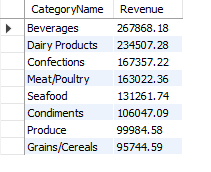 CategoryName Revenue
Beverages 267868.18
Dairy Products 234507.28
Confections 167357.22
Meat/Poultry 163022.36
Seafood 131261.74
Condiments 106047.09
Produce 99984.58
Grains/Cereals 95744.59